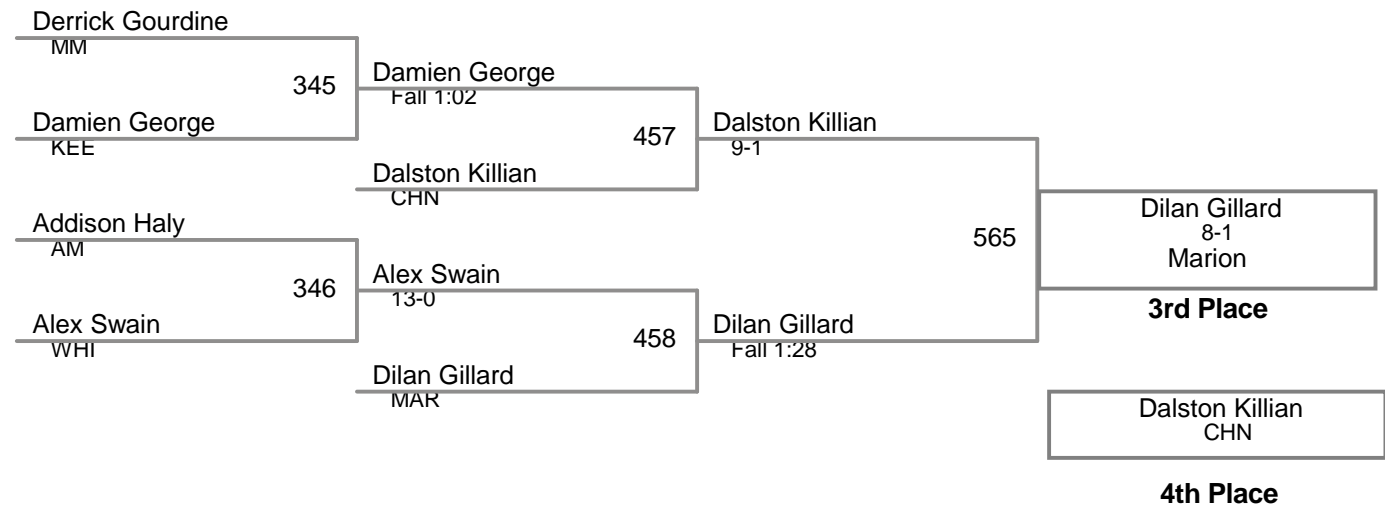 Derrick Gourdine
MM
345
Damien George
Fall 1:02
Damien George
KEE
457
Dalston Killian
9-1
Dalston Killian
CHN
Addison Haly
AM
565
Dilan Gillard
8-1
Marion
3rd Place
346
Alex Swain
13-0
Alex Swain
WHI
458
Dilan Gillard
Fall 1:28
Dilan Gillard
MAR
Dalston Killian
CHN
4th Place